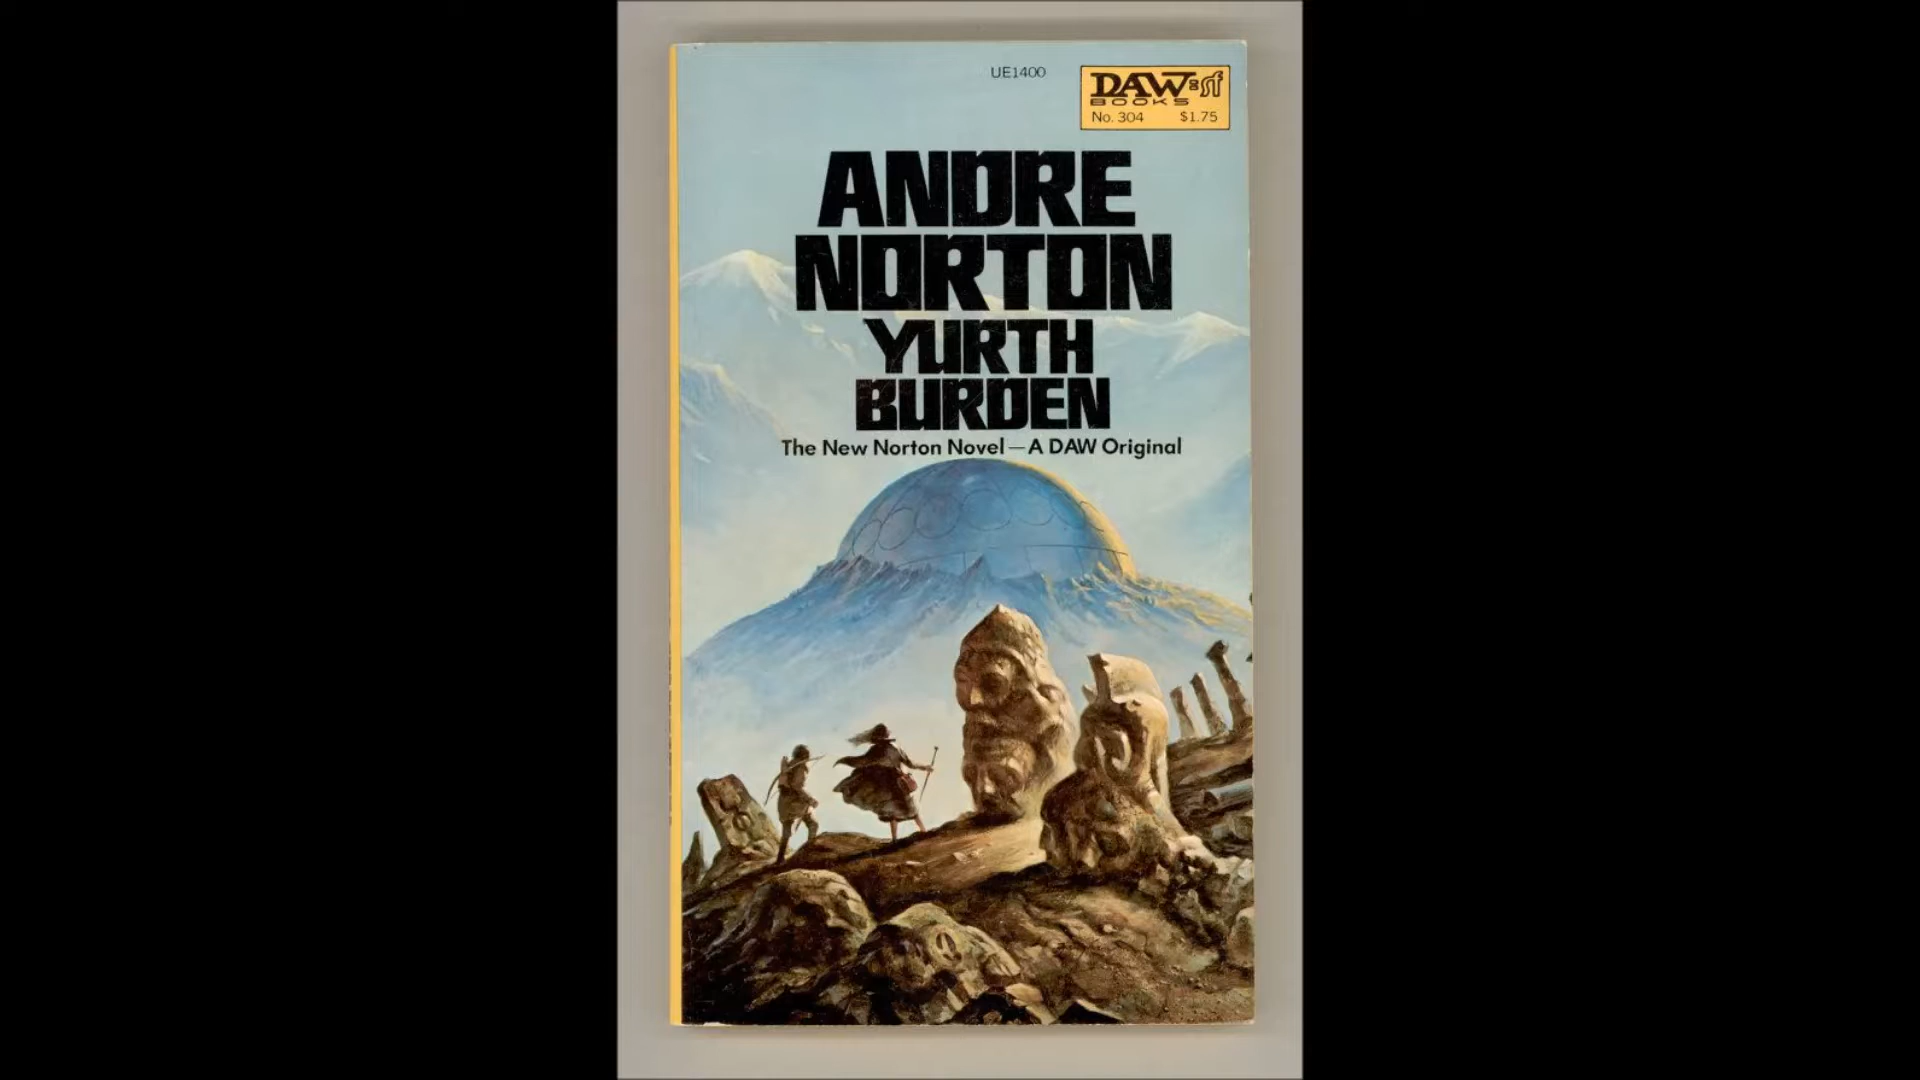 UE1400
DAW=sf
BOOKS
No. 304 $1.75
ANDRE
NORTON
YURTH
BURDEN
The New Norton Novel—A DAW Original